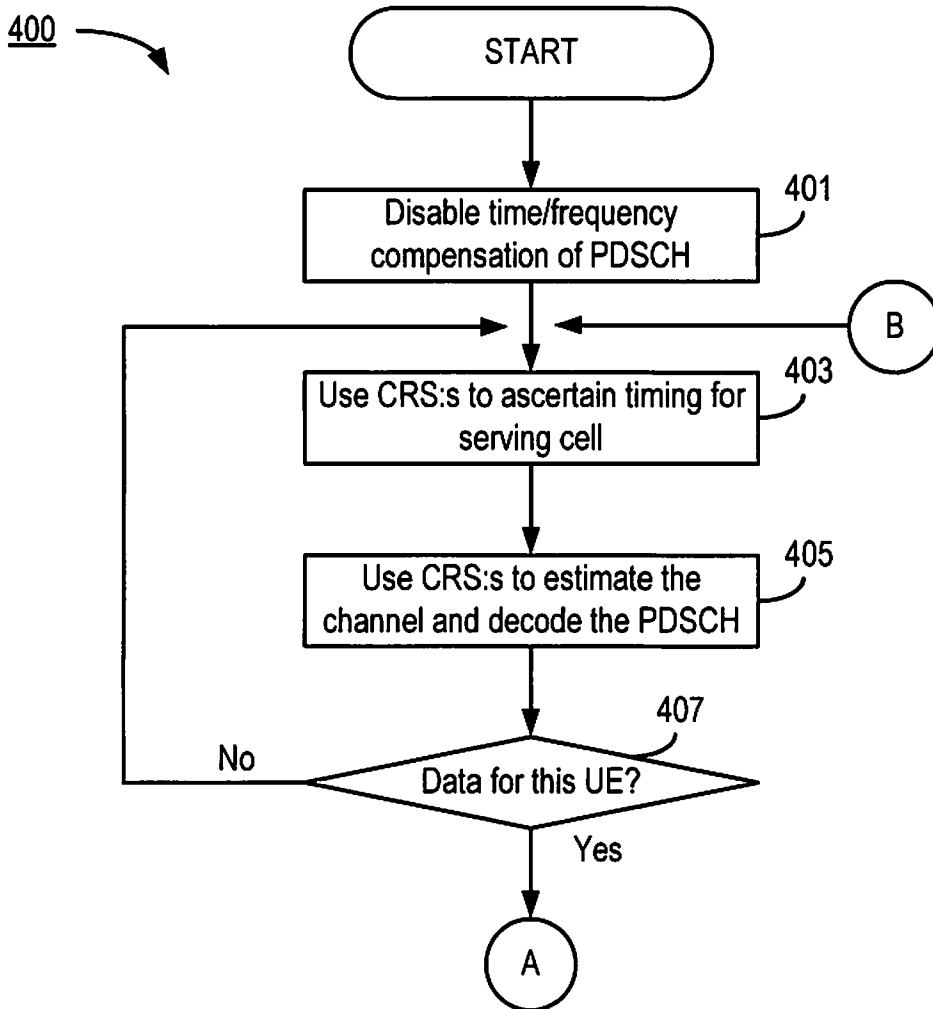 400
START
401
Disable time/frequency
compensation of PDSCH
B
403
Use CRS:s to ascertain timing for
serving cell
405
Use CRS:s to estimate the
channel and decode the PDSCH
407
No
Data for this UE?
Yes
A